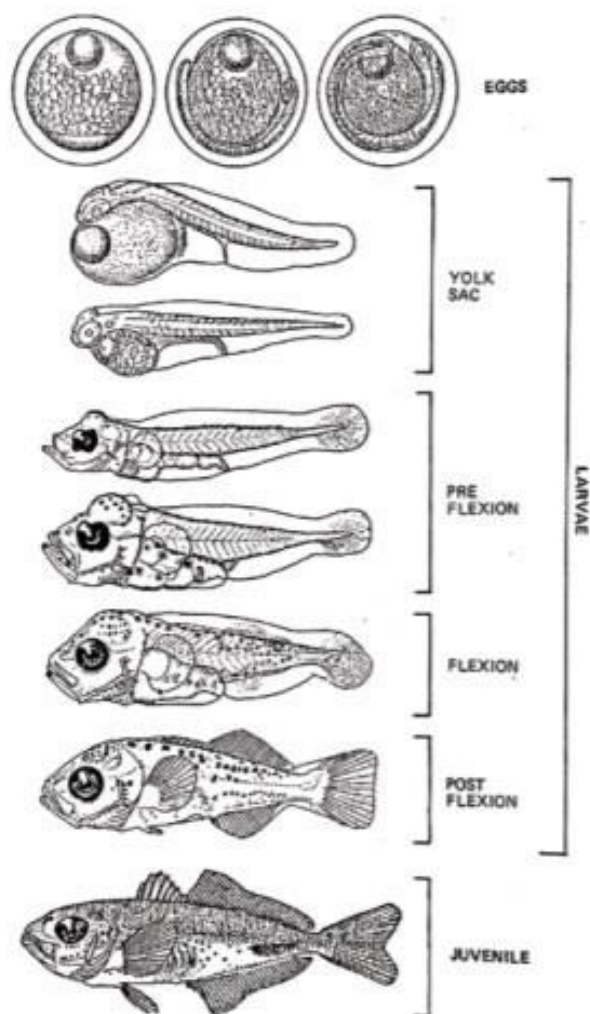 EGGS
YOLK
SAC
PRE
FLEXION
LARVAE
FLEXION
POST
FLEXION
JUVENILE